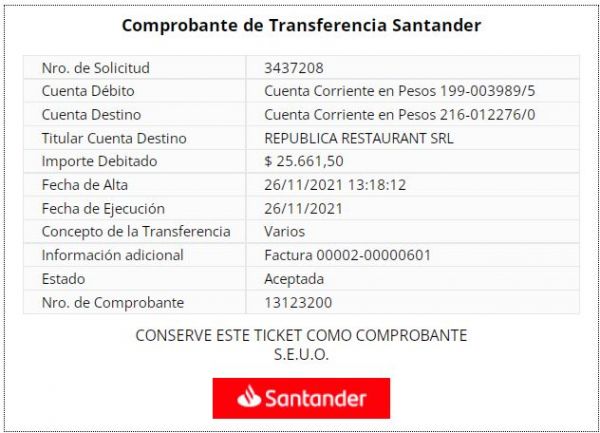 Comprobante de Transferencia Santander
Nro. de Solicitud 3437208
Cuenta Débito Cuenta Corriente en Pesos 199-003989/5
Cuenta Destino Cuenta Corriente en Pesos 216-012276/0
Titular Cuenta Destino REPUBLICA RESTAURANT SRL
Importe Debitado $ 25.661,50
Fecha de Alta 26/11/2021 13:18:12
Fecha de Ejecución 26/11/2021
Concepto de la Transferencia Varios
Información adicional Factura 00002-00000601
Estado Aceptada
Nro. de Comprobante 13123200
CONSERVE ESTE TICKET COMO COMPROBANTE
S.E.U.O.
Santander